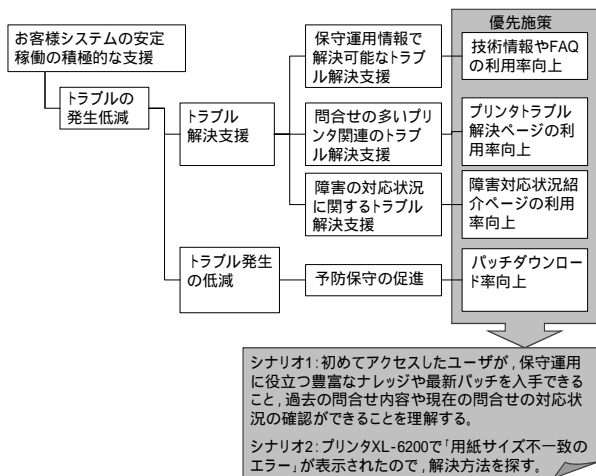 お客様システムの安定
稼働の積極的な支援
トラブルの
発生低減
トラブル
解決支援
保守運用情報で
解決可能なトラブ
ル解決支援
問合せの多いプリ
ンタ関連のトラブ
ル解決支援
障害の対応状況
に関するトラブル
解決支援
トラブル発生
の低減
予防保守の促進
優先施策
技術情報やFAQ
の利用率向上
プリンタトラブル
解決ページの利
用率向上
障害対応状況紹
介ページの利用
率向上
パッチダウンロー
ド率向上
シナリオ1:初めてアクセスしたユーザが,保守運用
に役立つ豊富なナレッジや最新パッチを入手できる
こと,過去の問合せ内容や現在の問合せの対応状
況の確認ができることを理解する。
シナリオ2:プリンタXL-6200で「用紙サイズ不一致の
エラー」が表示されたので,解決方法を探す。